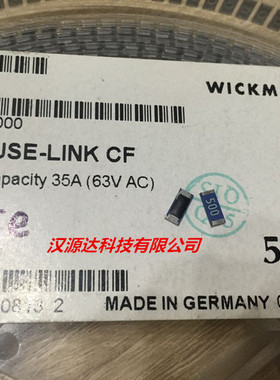 WICKM
000
USE-LINK CF
pacity 35A (63V AC)
500
汉源达科技有限公司
5
2
MADE IN GERMANY